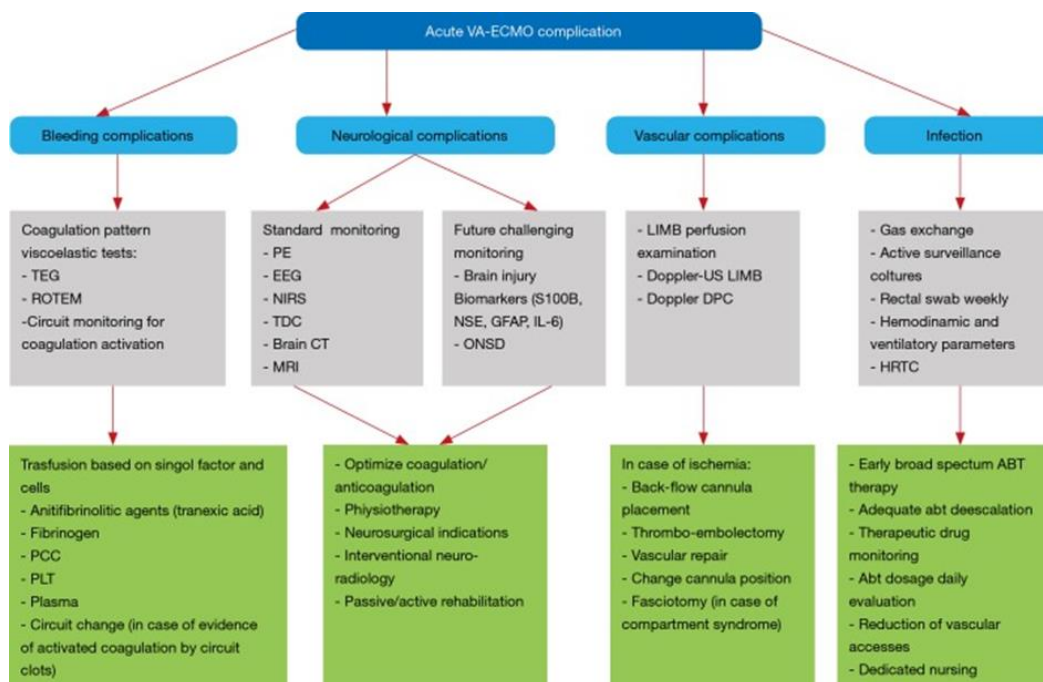 Acute VA-ECMO complication
Bleeding complications
Neurological complications
Vascular complications
Infection
Coagulation pattern
viscoelastic tests:
- TEG
- ROTEM
-Circuit monitoring for
coagulation activation
Standard monitoring
- PE
- EEG
- NIRS
- TDC
- Brain CT
- MRI
Future challenging
monitoring
- Brain injury
Biomarkers (S100B,
NSE, GFAP, IL-6)
- ONSD
- LIMB perfusion
examination
- Doppler-US LIMB
- Doppler DPC
- Gas exchange
- Active surveillance
coltures
- Rectal swab weekly
- Hemodinamic and
ventilatory parameters
- HRTC
Trasfusion based on singol factor and
cells
- Anitifibrinolitic agents (tranexic acid)
- Fibrinogen
- PCC
- PLT
- Plasma
- Circuit change (in case of evidence
of activated coagulation by circuit
clots)
- Optimize coagulation/
anticoagulation
- Phiysiotherapy
- Neurosurgical indications
- Interventional neuro-
radiology
- Passive/active rehabilitation
In case of ischemia:
- Back-flow cannula
placement
- Thrombo-embolectomy
- Vascular repair
- Change cannula position
- Fasciotomy (in case of
compartment syndrome)
- Early broad spectum ABT
therapy
- Adequate abt deescalation
- Therapeutic drug
monitoring
- Abt dosage daily
evaluation
- Reduction of vascular
accesses
- Dedicated nursing